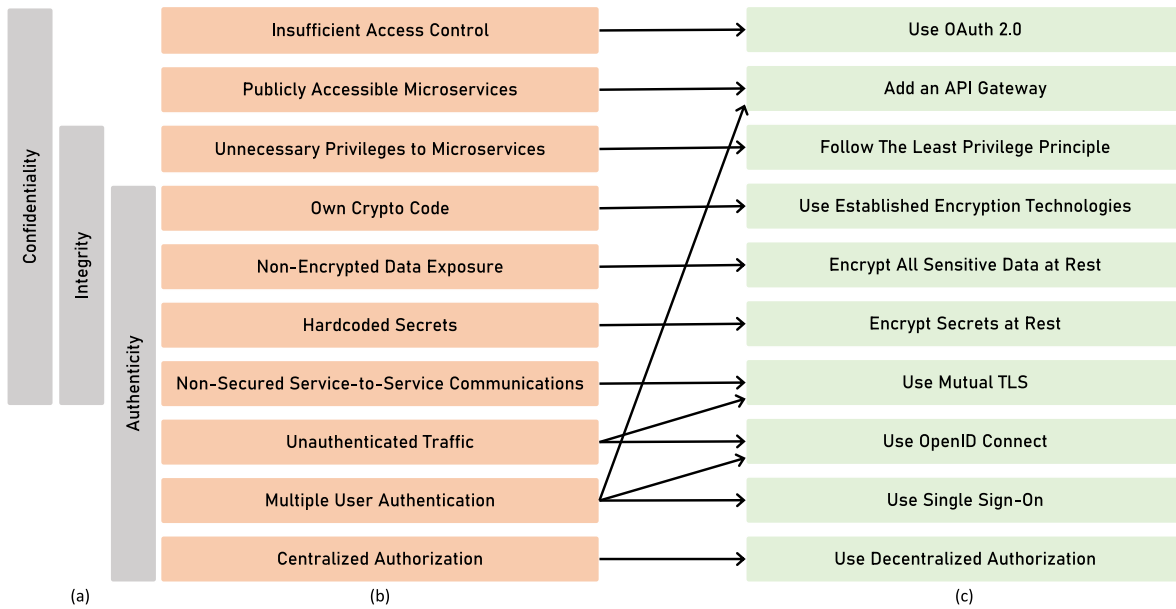 Confidentiality
Integrity
Authenticity
Insufficient Access Control
Publicly Accessible Microservices
Unnecessary Privileges to Microservices
Own Crypto Code
Non-Encrypted Data Exposure
Hardcoded Secrets
Non-Secured Service-to-Service Communications
Unauthenticated Traffic
Multiple User Authentication
Centralized Authorization
Use OAuth 2.0
Add an API Gateway
Follow The Least Privilege Principle
Use Established Encryption Technologies
Encrypt All Sensitive Data at Rest
Encrypt Secrets at Rest
Use Mutual TLS
Use OpenID Connect
Use Single Sign-On
Use Decentralized Authorization
(a)
(b)
(c)